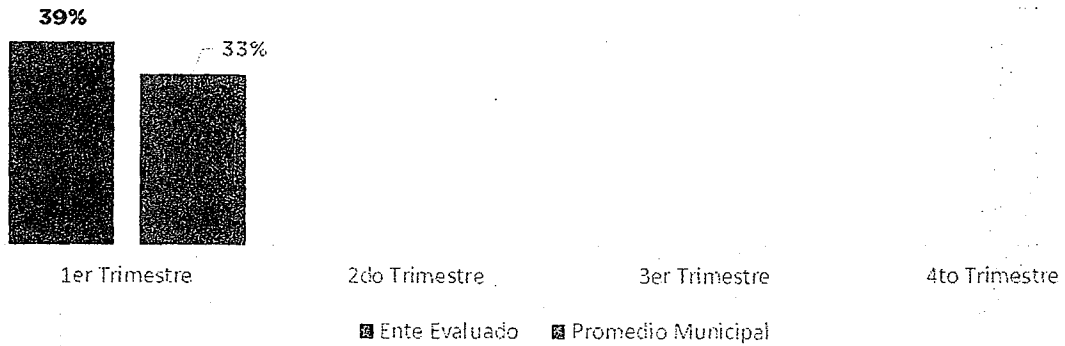 39%
33%
1er Trimestre 2do Trimestre 3er Trimestre 4to Trimestre
Ente Evaluado Promedio Municipal